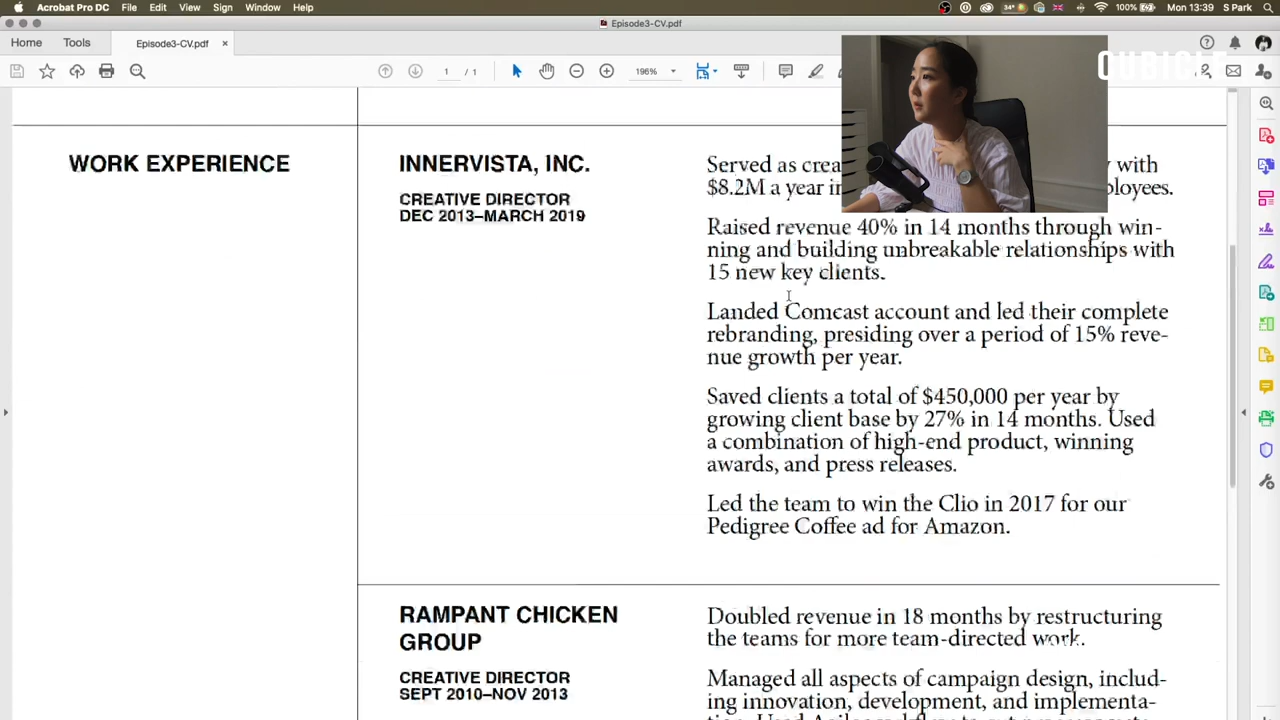 Acrobat Pro DC File Edit View Sign Window Help
34° 100% Mon 13:39 S Park
Episode3-CV.pdf
Home Tools Episode3-CV.pdf ×
1 / 1 196%
CUBICLE
WORK EXPERIENCE
INNERVISTA, INC.
CREATIVE DIRECTOR
DEC 2013–MARCH 2019
Served as with
$8.2M a year
Raised revenue 40% in 14 months through win-
ning and building unbreakable relationships with
15 new key clients.
Landed Comcast account and led their complete
rebranding, presiding over a period of 15% reve-
nue growth per year.
Saved clients a total of $450,000 per year by
growing client base by 27% in 14 months. Used
a combination of high-end product, winning
awards, and press releases.
Led the team to win the Clio in 2017 for our
Pedigree Coffee ad for Amazon.
RAMPANT CHICKEN
GROUP
CREATIVE DIRECTOR
SEPT 2010–NOV 2013
Doubled revenue in 18 months by restructuring
the teams for more team-directed work.
Managed all aspects of campaign design, includ-
ing innovation, development, and implementa-